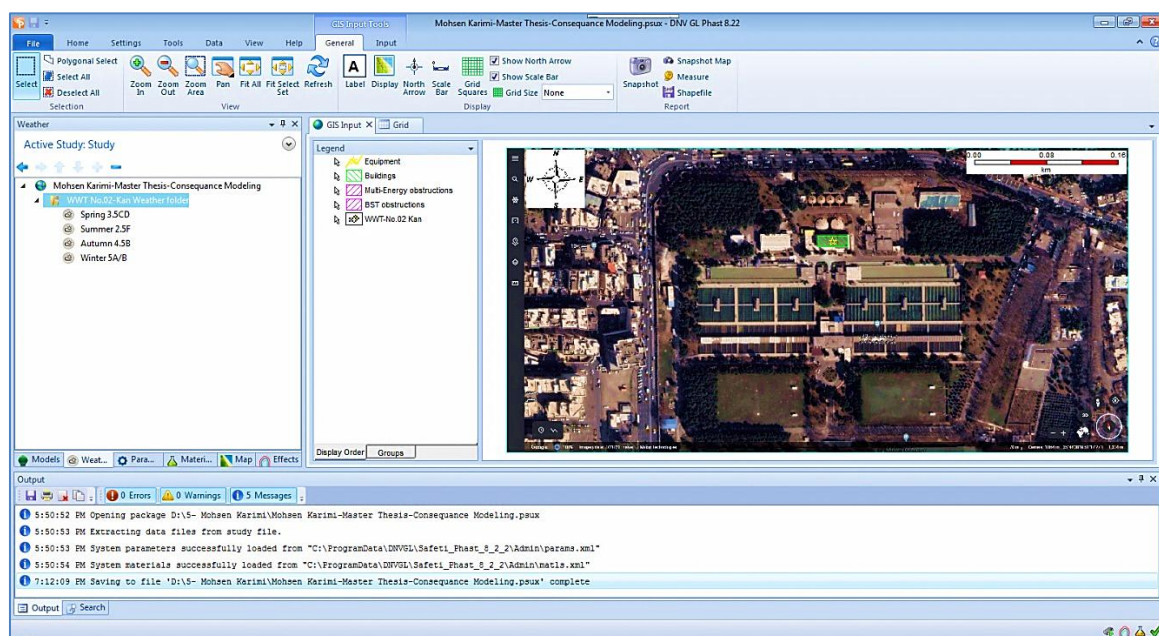 GIS Input Tools
Mohsen Karimi-Master Thesis-Consequance Modeling.psux - DNV GL Phast 8.22
File Home Settings Tools Data View Help General Input
Select
Polygonal Select
Select All
Deselect All
Selection
Zoom In
Zoom Out
Zoom Area
Pan
Fit All
Fit Select Set
Refresh
View
Label
Display
North Arrow
Scale Bar
Grid Squares
Show North Arrow
Show Scale Bar
Grid Size None
Display
Snapshot
Snapshot Map
Measure
Shapefile
Report
Weather
Active Study: Study
Mohsen Karimi-Master Thesis-Consequance Modeling
WWT No.02-Kan Weather folder
Spring 3.5CD
Summer 2.5F
Autumn 4.5B
Winter 5A/B
Models Weat... Para... Materi... Map Effects
GIS Input Grid
Legend
Equipment
Buildings
Multi-Energy obstructions
BST obstructions
WWT-No.02 Kan
Display Order Groups
N
W E
S
0.00 0.08 0.16
km
Output
0 Errors 0 Warnings 5 Messages
5:50:52 PM Opening package D:\5- Mohsen Karimi\Mohsen Karimi-Master Thesis-Consequance Modeling.psux
5:50:53 PM Extracting data files from study file.
5:50:53 PM System parameters successfully loaded from "C:\ProgramData\DNVGL\Safeti_Phast_8_2_2\Admin\params.xml"
5:50:54 PM System materials successfully loaded from "C:\ProgramData\DNVGL\Safeti_Phast_8_2_2\Admin\matls.xml"
7:12:09 PM Saving to file 'D:\5- Mohsen Karimi\Mohsen Karimi-Master Thesis-Consequance Modeling.psux' complete
Output Search